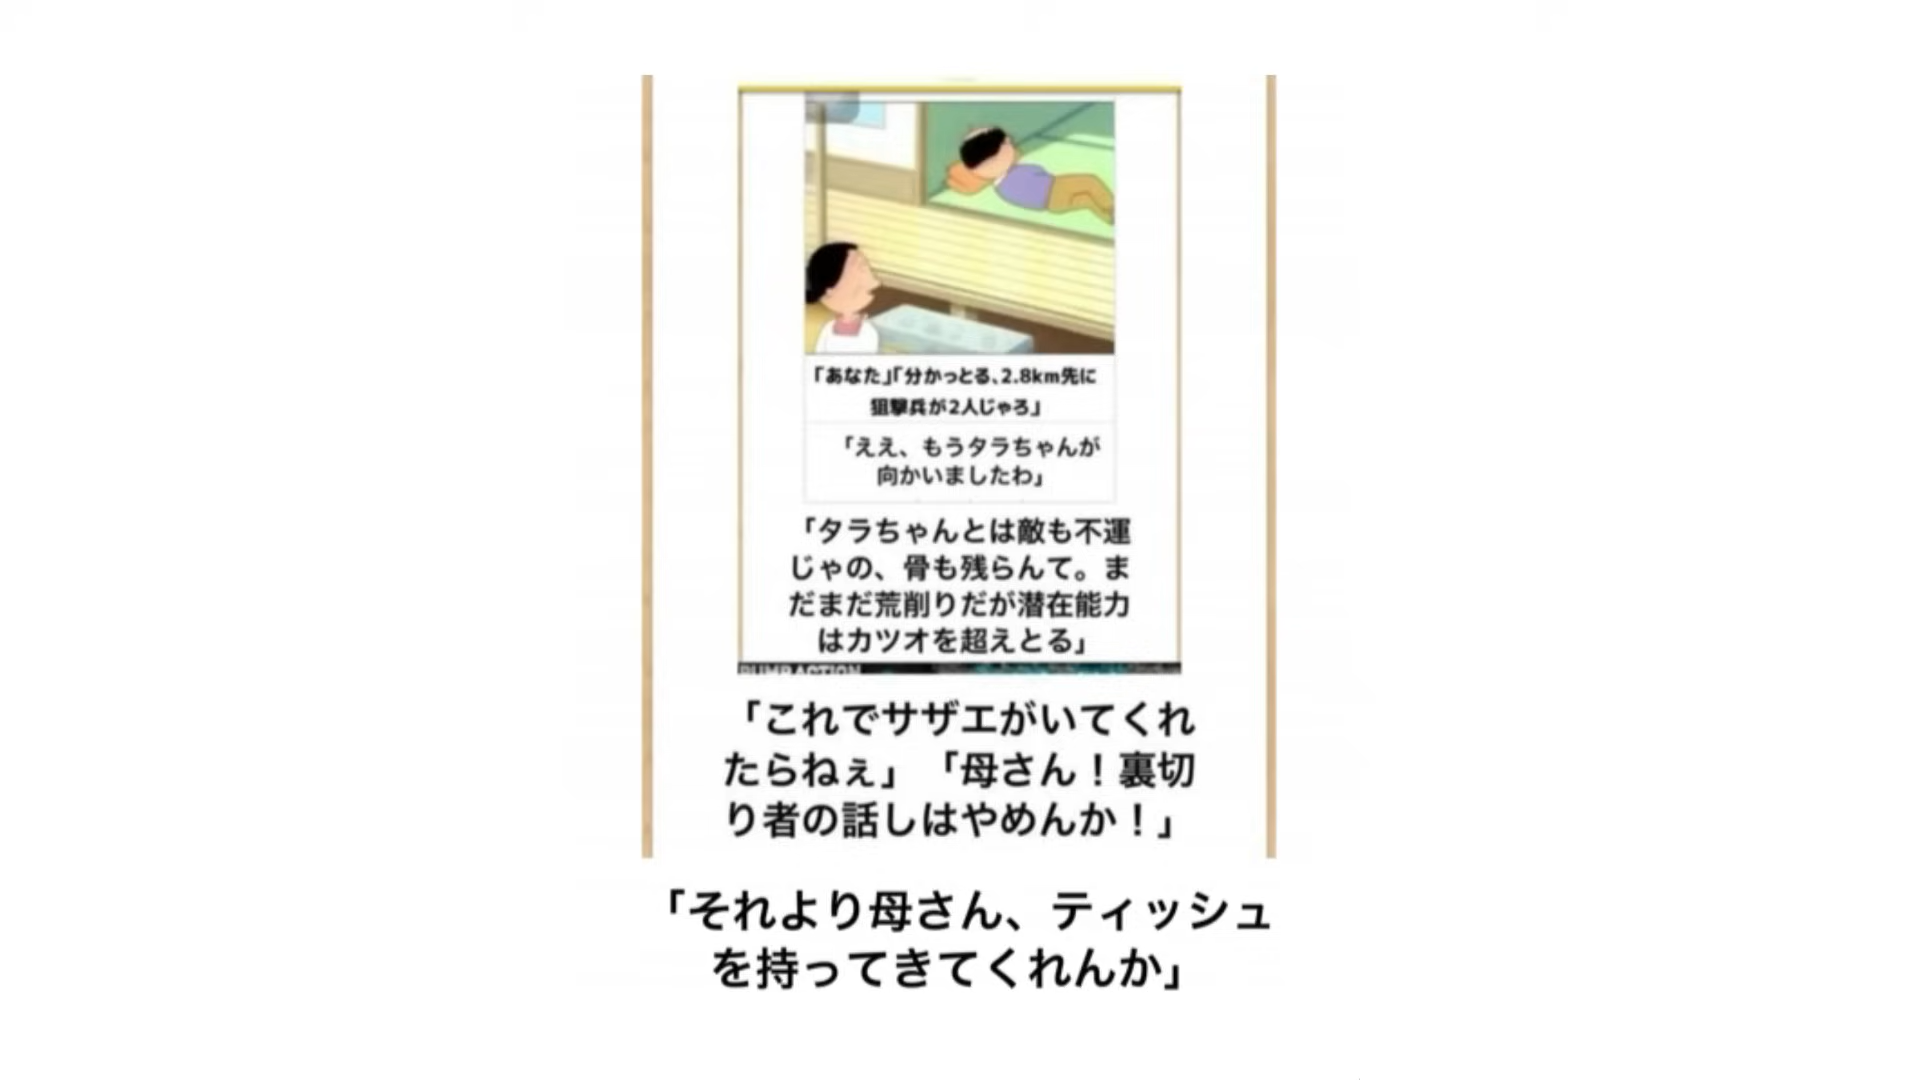 「あなた」「分かっとる、2.8km先に
狙撃兵が2人じゃろ」
「ええ、もうタラちゃんが
向かいましたわ」
「タラちゃんとは敵も不運
じゃの、骨も残らんて。ま
だまだ荒削りだが潜在能力
はカツオを超えとる」
PUMP ACTION
「これでサザエがいてくれ
たらねぇ」「母さん！裏切
り者の話しはやめんか！」
「それより母さん、ティッシュ
を持ってきてくれんか」